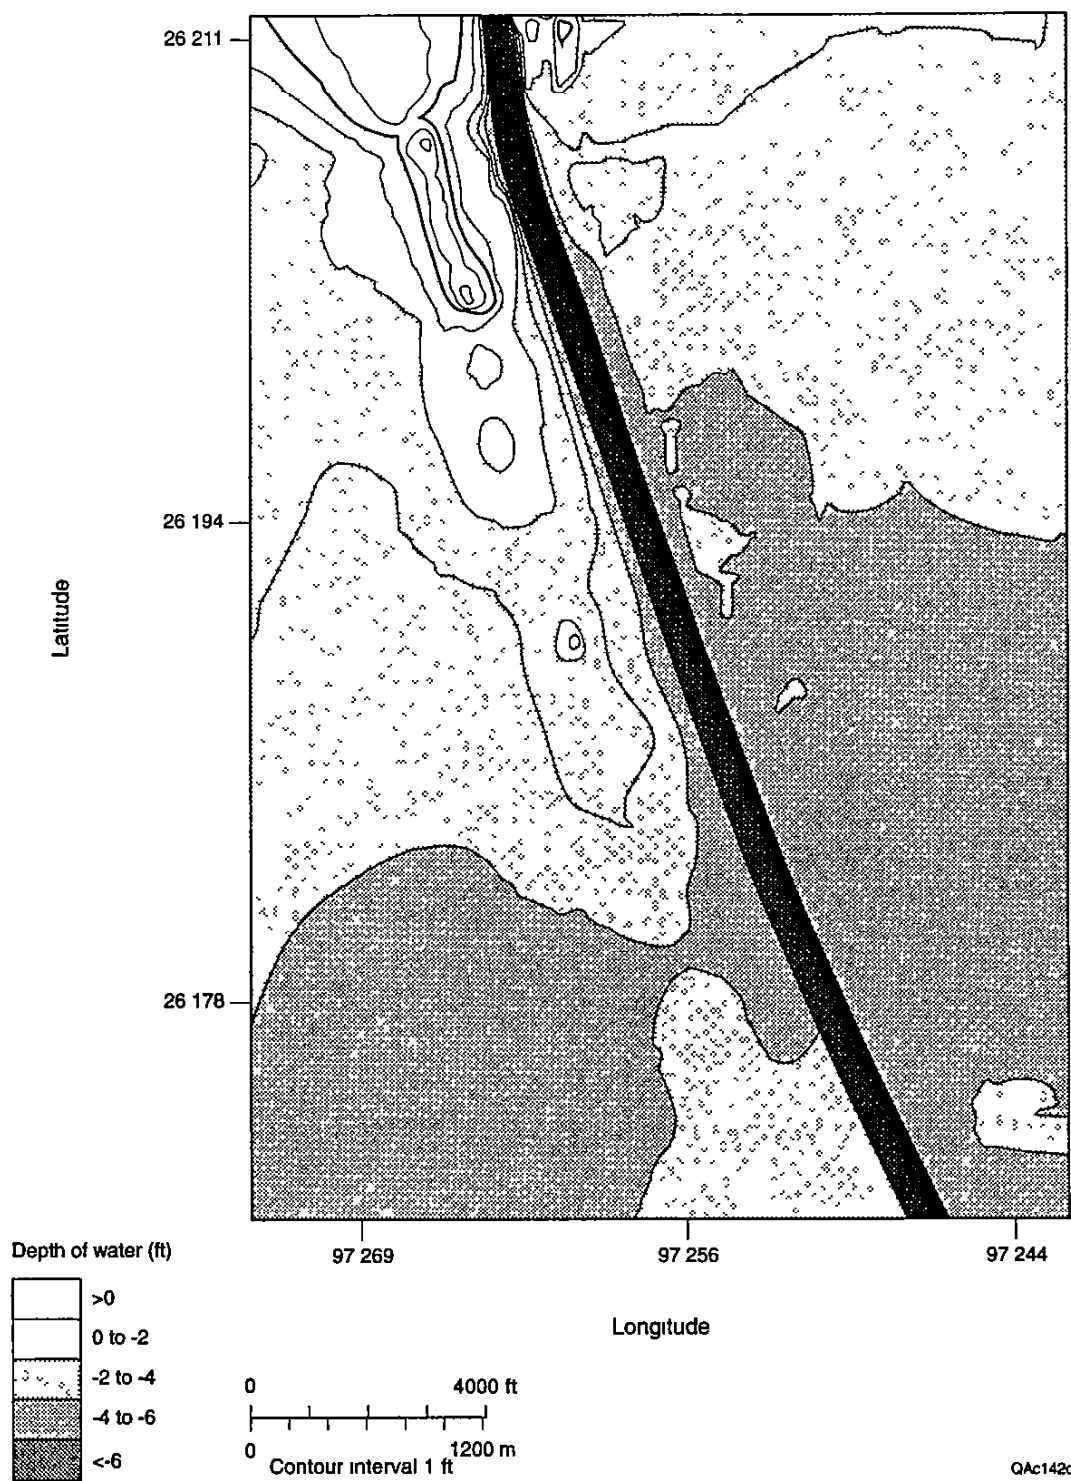 26 211
26 194
Latitude
26 178
97 269
97 256
97 244
Depth of water (ft)
>0
0 to -2
-2 to -4
-4 to -6
<-6
Longitude
0
4000 ft
0
1200 m
Contour interval 1 ft
QAc142c